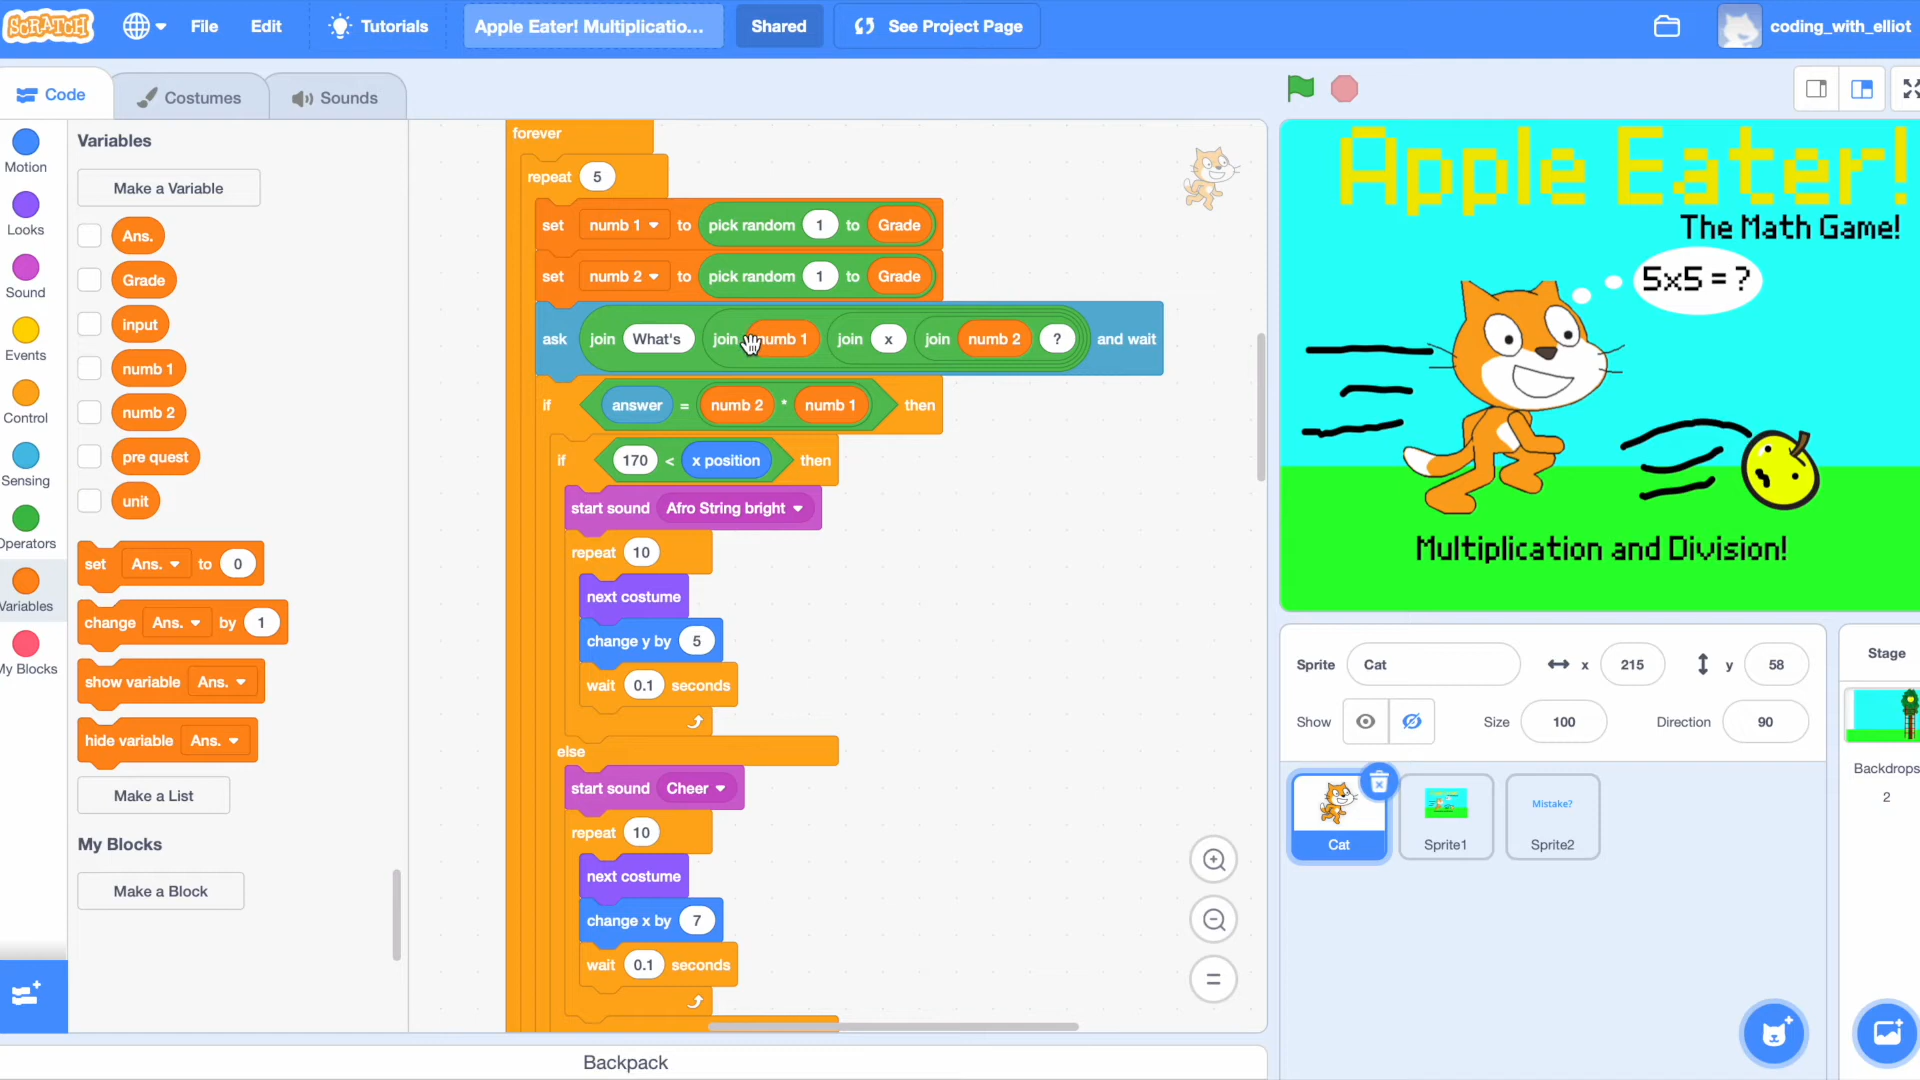 SCRATCH
File
Edit
Tutorials
Apple Eater! Multiplicatio...
Shared
See Project Page
coding_with_elliot
Code
Costumes
Sounds
Motion
Looks
Sound
Events
Control
Sensing
Operators
Variables
My Blocks
Variables
Make a Variable
Ans.
Grade
input
numb 1
numb 2
pre quest
unit
set Ans. to 0
change Ans. by 1
show variable Ans.
hide variable Ans.
Make a List
My Blocks
Make a Block
forever
repeat 5
set numb 1 to pick random 1 to Grade
set numb 2 to pick random 1 to Grade
ask join What's join numb 1 join x join numb 2 ? and wait
if answer = numb 2 * numb 1 then
if 170 < x position then
start sound Afro String bright
repeat 10
next costume
change y by 5
wait 0.1 seconds
else
start sound Cheer
repeat 10
next costume
change x by 7
wait 0.1 seconds
Backpack
Apple Eater!
The Math Game!
5x5 = ?
Multiplication and Division!
Sprite Cat x 215 y 58
Show Size 100 Direction 90
Cat
Sprite1
Mistake?
Sprite2
Stage
Backdrops
2